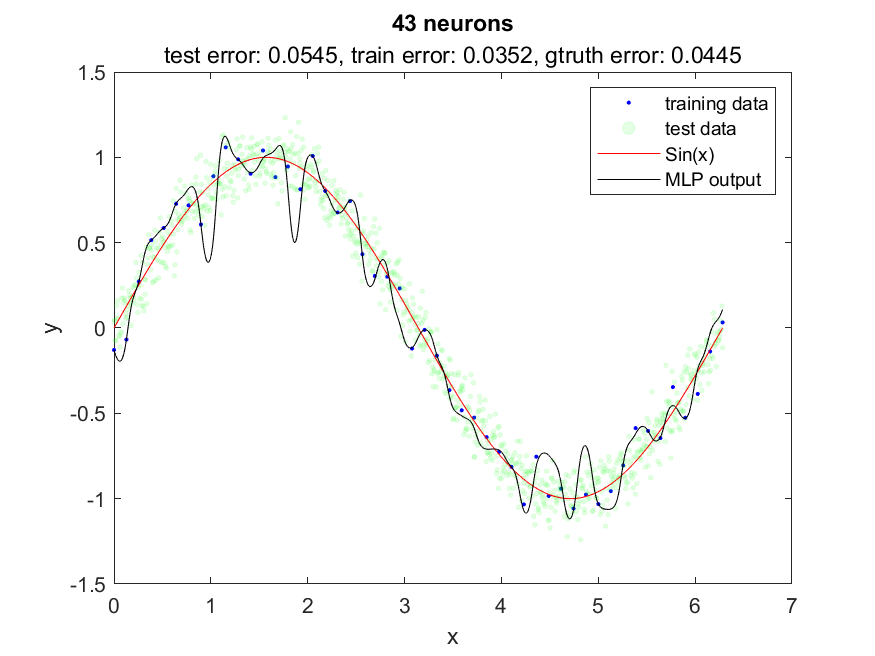 43 neurons
test error: 0.0545, train error: 0.0352, gtruth error: 0.0445
1.5
1
0.5
0
-0.5
-1
-1.5
y
training data
test data
Sin(x)
MLP output
0 1 2 3 4 5 6 7
x